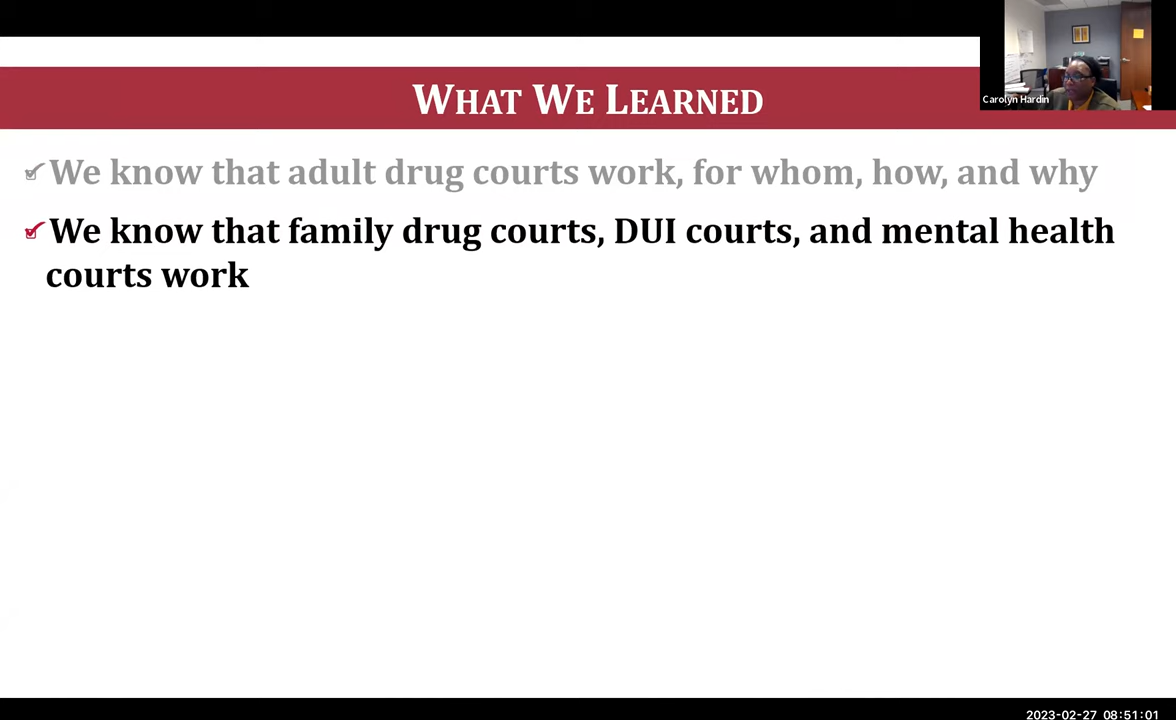 WHAT WE LEARNED
Carolyn Hardin
We know that adult drug courts work, for whom, how, and why
We know that family drug courts, DUI courts, and mental health
courts work
2023-02-27 08:51:01